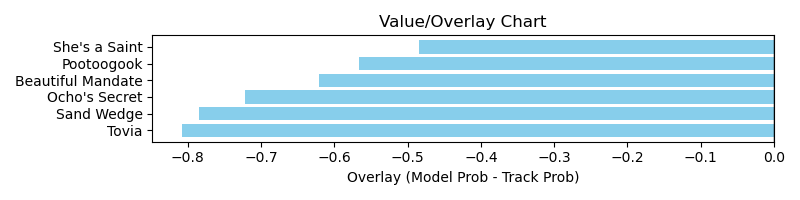 Value/Overlay Chart
She's a Saint
Pootoogook
Beautiful Mandate
Ocho's Secret
Sand Wedge
Tovia
−0.8 −0.7 −0.6 −0.5 −0.4 −0.3 −0.2 −0.1 0.0
Overlay (Model Prob - Track Prob)